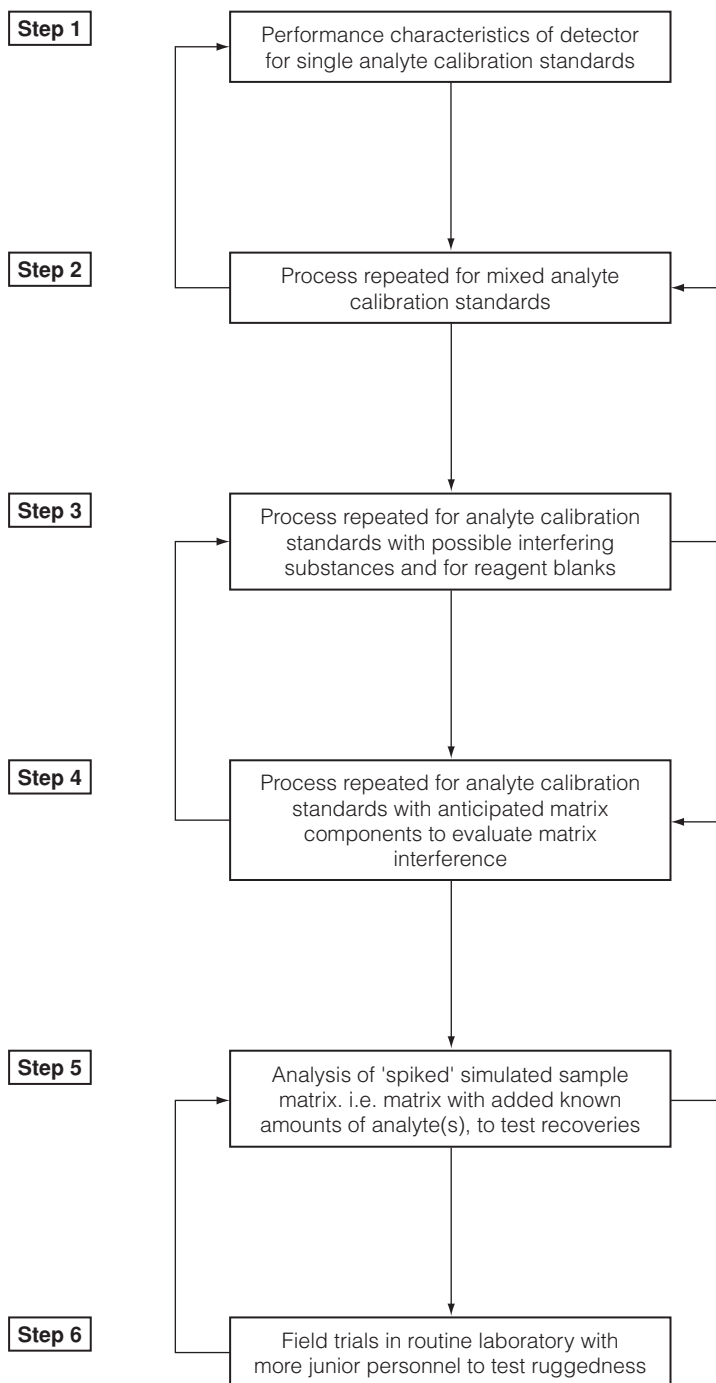 Step 1
Performance characteristics of detector
for single analyte calibration standards
Step 2
Process repeated for mixed analyte
calibration standards
Step 3
Process repeated for analyte calibration
standards with possible interfering
substances and for reagent blanks
Step 4
Process repeated for analyte calibration
standards with anticipated matrix
components to evaluate matrix
interference
Step 5
Analysis of 'spiked' simulated sample
matrix. i.e. matrix with added known
amounts of analyte(s), to test recoveries
Step 6
Field trials in routine laboratory with
more junior personnel to test ruggedness